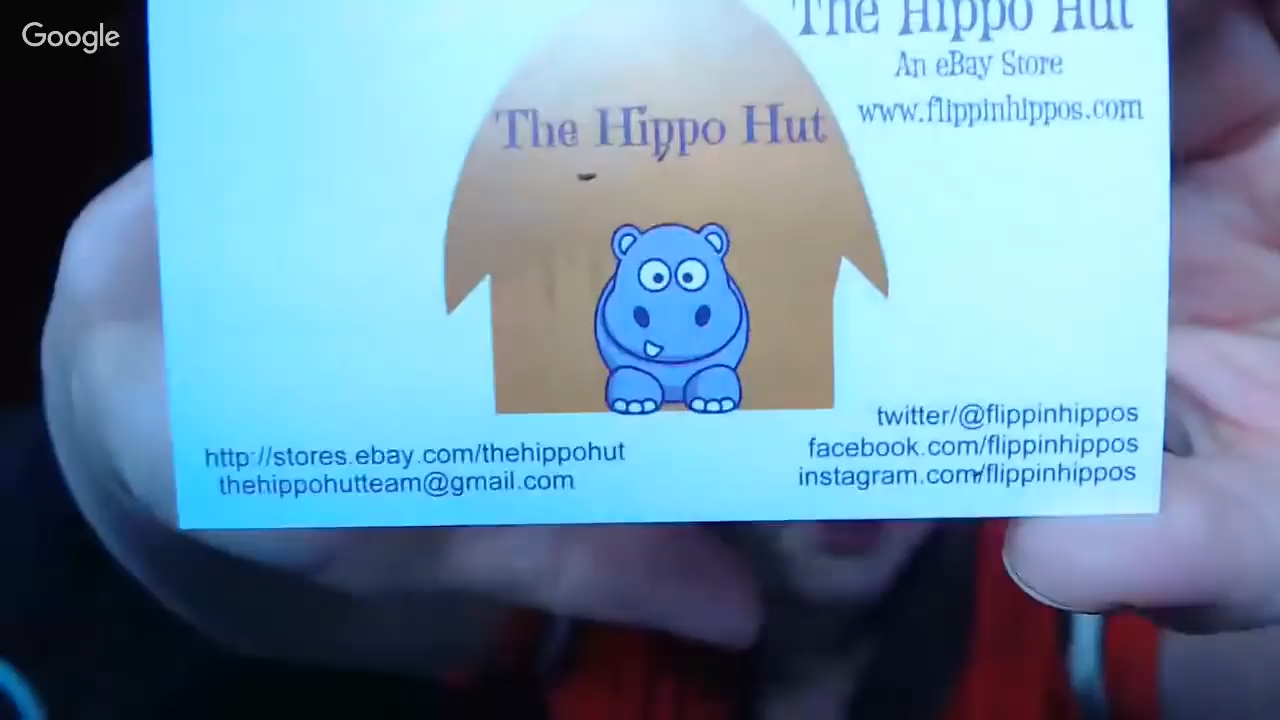 Google
The Hippo Hut
An eBay Store
www.flippinhippos.com
The Hippo Hut
http://stores.ebay.com/thehippohut
thehippohutteam@gmail.com
twitter/@flippinhippos
facebook.com/flippinhippos
instagram.com/flippinhippos